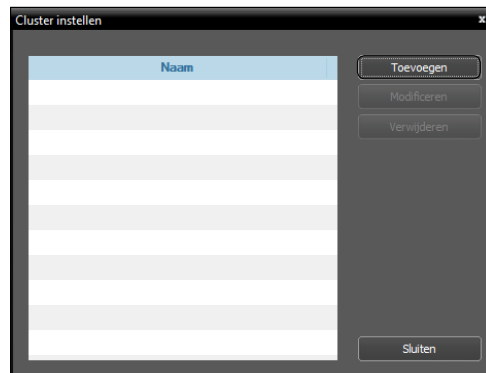 Cluster instellen
x
Naam
Toevoegen
Modificeren
Verwijderen
Sluiten